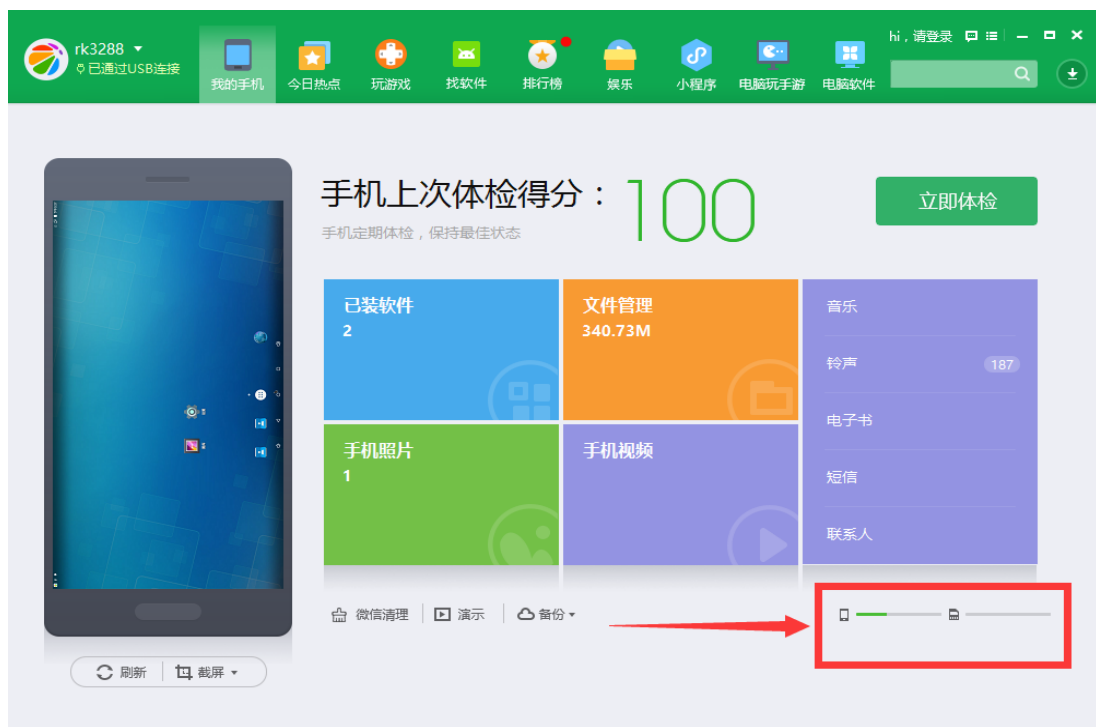 rk3288
已通过USB连接
我的手机
今日热点
玩游戏
找软件
排行榜
娱乐
小程序
电脑玩手游
电脑软件
hi，请登录
手机上次体检得分：100
手机定期体检，保持最佳状态
立即体检
已装软件
2
文件管理
340.73M
音乐
铃声 187
电子书
短信
联系人
手机照片
1
手机视频
微信清理
演示
备份
刷新
截屏